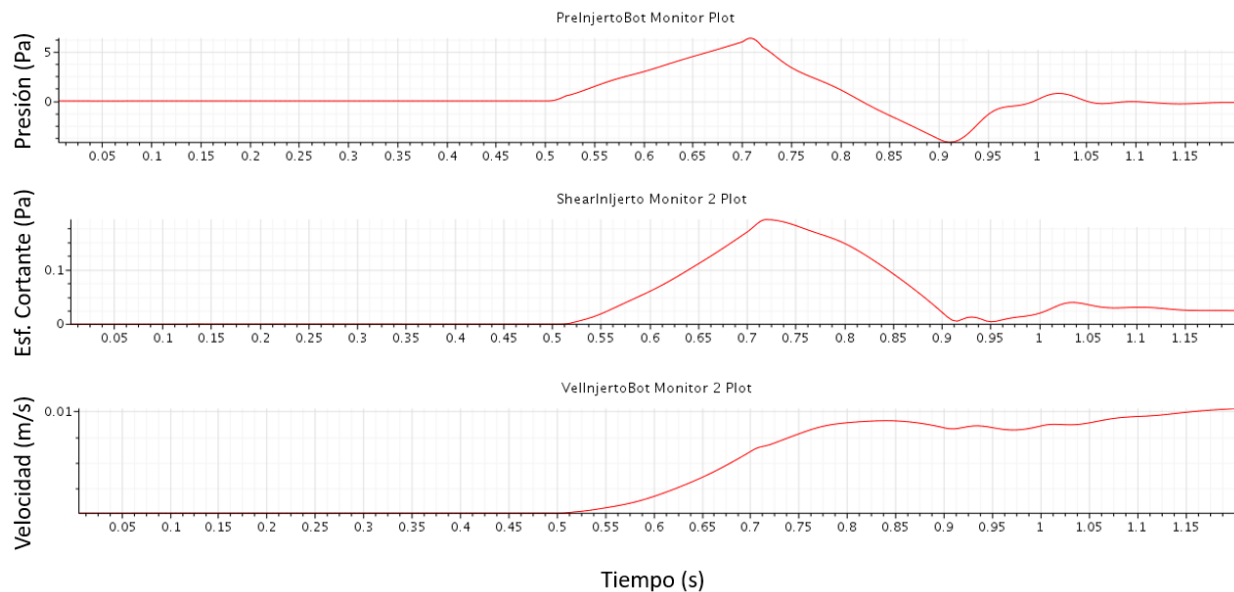 PreInjertoBot Monitor Plot
Presión (Pa)
5
0
0.05 0.1 0.15 0.2 0.25 0.3 0.35 0.4 0.45 0.5 0.55 0.6 0.65 0.7 0.75 0.8 0.85 0.9 0.95 1 1.05 1.1 1.15
ShearInIjerto Monitor 2 Plot
Esf. Cortante (Pa)
0.1
0
0.05 0.1 0.15 0.2 0.25 0.3 0.35 0.4 0.45 0.5 0.55 0.6 0.65 0.7 0.75 0.8 0.85 0.9 0.95 1 1.05 1.1 1.15
VelInjertoBot Monitor 2 Plot
Velocidad (m/s)
0.01
0.05 0.1 0.15 0.2 0.25 0.3 0.35 0.4 0.45 0.5 0.55 0.6 0.65 0.7 0.75 0.8 0.85 0.9 0.95 1 1.05 1.1 1.15
Tiempo (s)